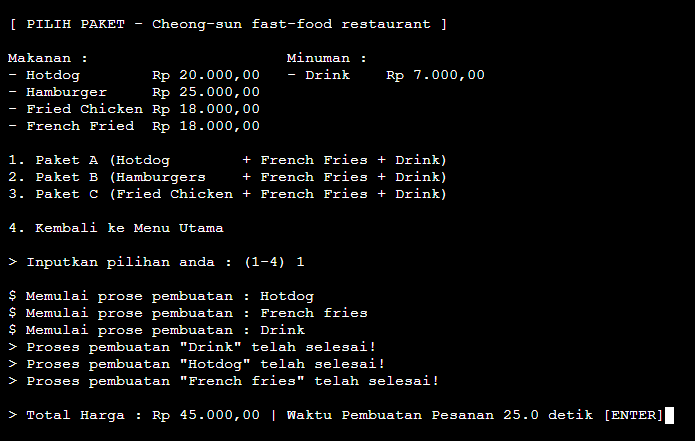 [ PILIH PAKET - Cheong-sun fast-food restaurant ]
Makanan :                      Minuman :
- Hotdog        Rp 20.000,00   - Drink    Rp 7.000,00
- Hamburger     Rp 25.000,00
- Fried Chicken Rp 18.000,00
- French Fried  Rp 18.000,00
1. Paket A (Hotdog        + French Fries + Drink)
2. Paket B (Hamburgers    + French Fries + Drink)
3. Paket C (Fried Chicken + French Fries + Drink)
4. Kembali ke Menu Utama
> Inputkan pilihan anda : (1-4) 1
$ Memulai prose pembuatan : Hotdog
$ Memulai prose pembuatan : French fries
$ Memulai prose pembuatan : Drink
> Proses pembuatan "Drink" telah selesai!
> Proses pembuatan "Hotdog" telah selesai!
> Proses pembuatan "French fries" telah selesai!
> Total Harga : Rp 45.000,00 | Waktu Pembuatan Pesanan 25.0 detik [ENTER]